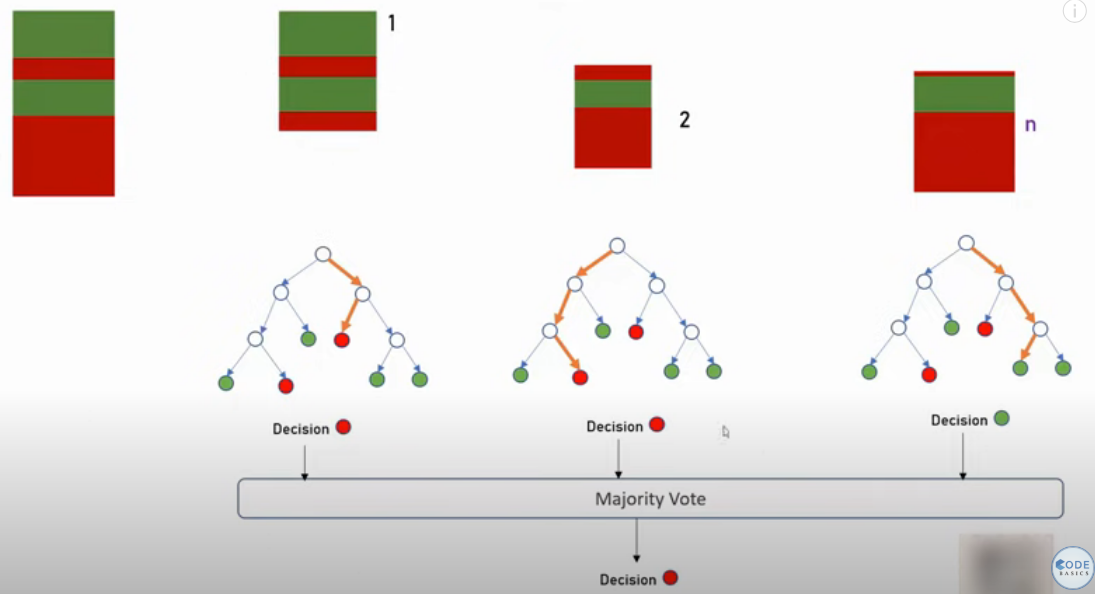 1
2
n
Decision
Decision
Decision
Majority Vote
Decision
CODE
BASICS
i